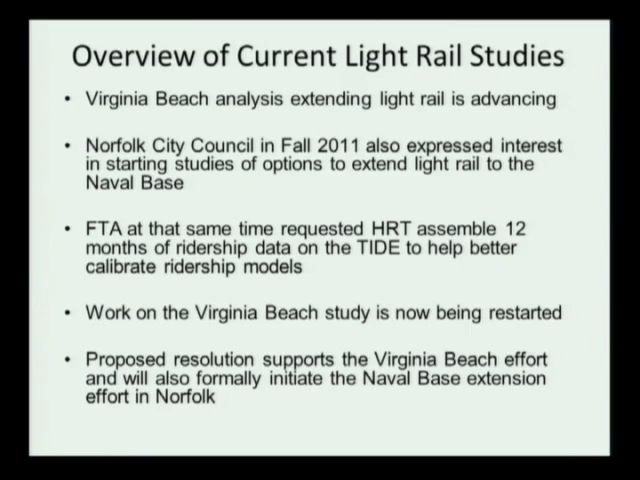 Overview of Current Light Rail Studies
• Virginia Beach analysis extending light rail is advancing
• Norfolk City Council in Fall 2011 also expressed interest
in starting studies of options to extend light rail to the
Naval Base
• FTA at that same time requested HRT assemble 12
months of ridership data on the TIDE to help better
calibrate ridership models
• Work on the Virginia Beach study is now being restarted
• Proposed resolution supports the Virginia Beach effort
and will also formally initiate the Naval Base extension
effort in Norfolk